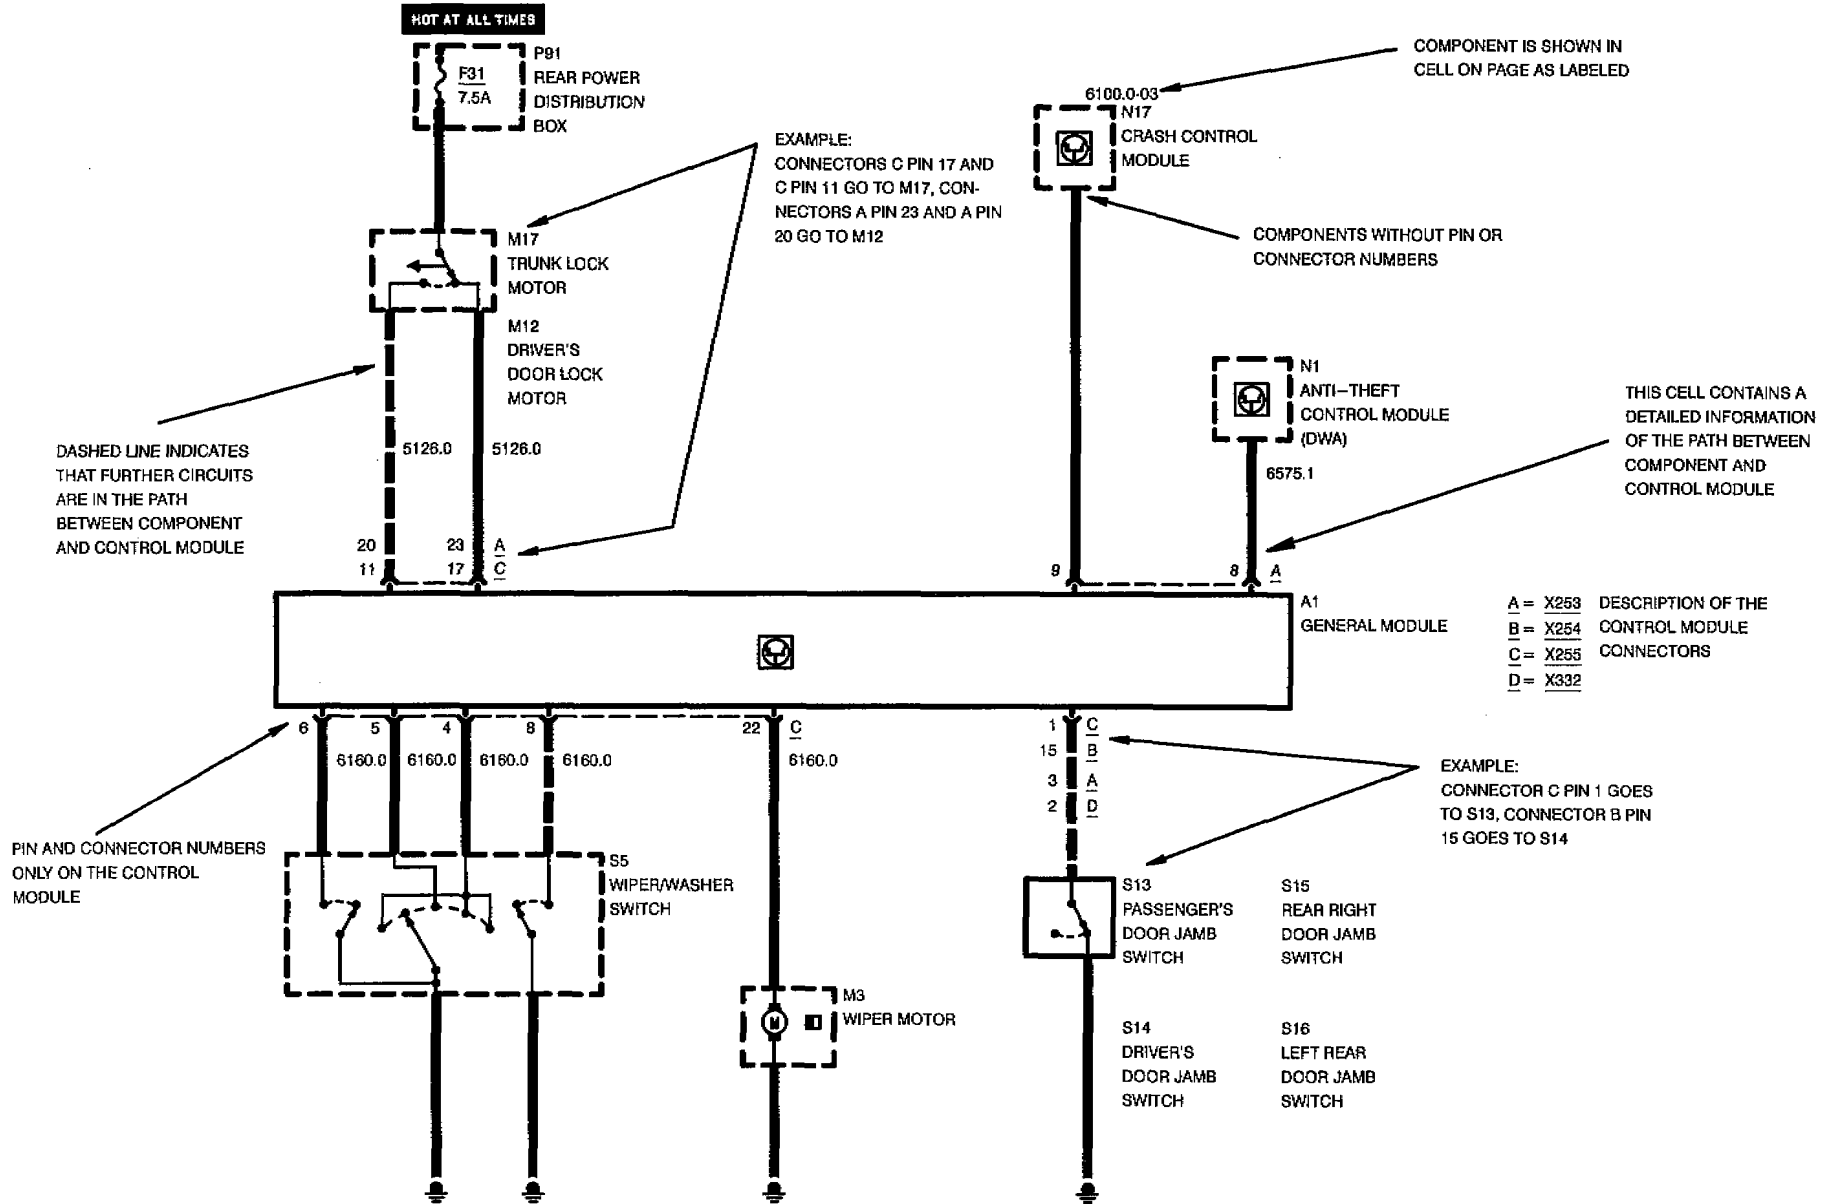 HOT AT ALL TIMES
P91
REAR POWER
DISTRIBUTION
BOX
F31
7.5A
COMPONENT IS SHOWN IN
CELL ON PAGE AS LABELED
6100.0-03
N17
CRASH CONTROL
MODULE
EXAMPLE:
CONNECTORS C PIN 17 AND
C PIN 11 GO TO M17, CON-
NECTORS A PIN 23 AND A PIN
20 GO TO M12
COMPONENTS WITHOUT PIN OR
CONNECTOR NUMBERS
M17
TRUNK LOCK
MOTOR
M12
DRIVER'S
DOOR LOCK
MOTOR
N1
ANTI-THEFT
CONTROL MODULE
(DWA)
THIS CELL CONTAINS A
DETAILED INFORMATION
OF THE PATH BETWEEN
COMPONENT AND
CONTROL MODULE
DASHED LINE INDICATES
THAT FURTHER CIRCUITS
ARE IN THE PATH
BETWEEN COMPONENT
AND CONTROL MODULE
5126.0
5126.0
6575.1
20 23 A
11 17 C
9 8 A
A1
GENERAL MODULE
A = X253
B = X254
C = X255
D = X332
DESCRIPTION OF THE
CONTROL MODULE
CONNECTORS
6 5 4 8 22 C
6160.0 6160.0 6160.0 6160.0 6160.0
1 C
15 B
3 A
2 D
EXAMPLE:
CONNECTOR C PIN 1 GOES
TO S13, CONNECTOR B PIN
15 GOES TO S14
PIN AND CONNECTOR NUMBERS
ONLY ON THE CONTROL
MODULE
S5
WIPER/WASHER
SWITCH
S13
PASSENGER'S
DOOR JAMB
SWITCH
S15
REAR RIGHT
DOOR JAMB
SWITCH
M
M3
WIPER MOTOR
S14
DRIVER'S
DOOR JAMB
SWITCH
S16
LEFT REAR
DOOR JAMB
SWITCH